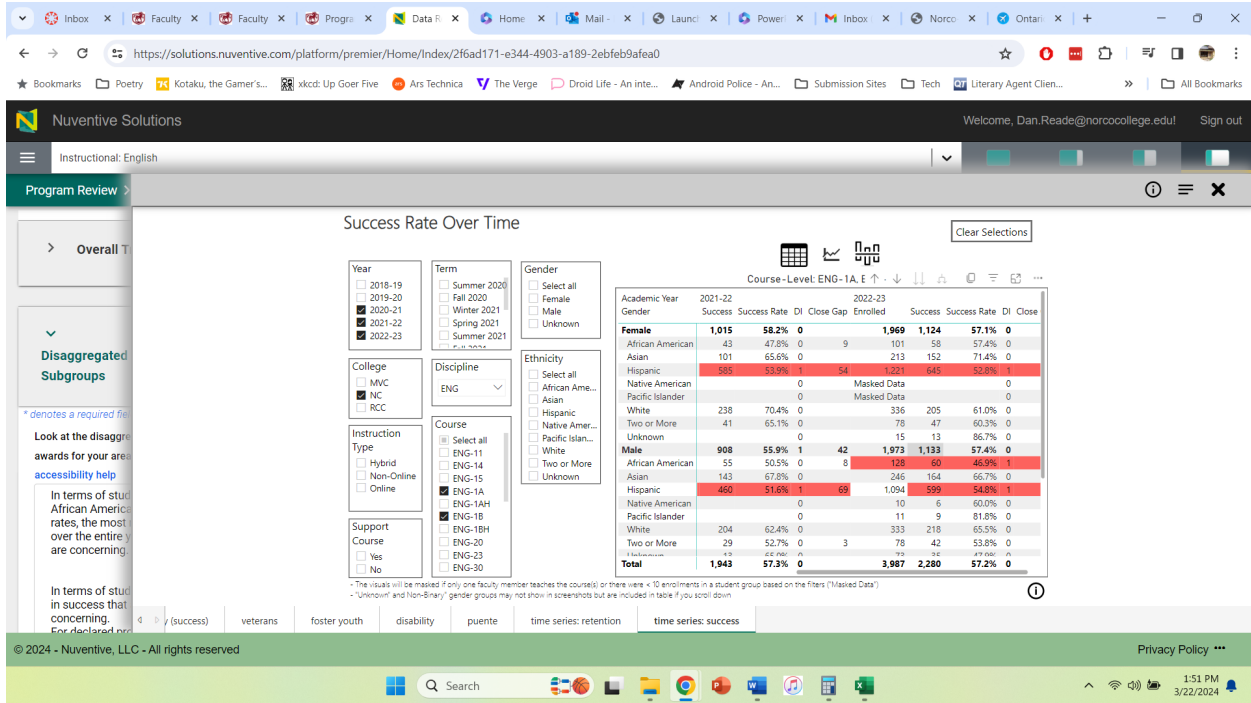 Inbox
Faculty
Faculty
Progra
Data R
Home
Mail -
Launc
Power
Inbox
Norco
Ontari
https://solutions.nuventive.com/platform/premier/Home/Index/2f6ad171-e344-4903-a189-2ebfeb9afea0
Bookmarks Poetry Kotaku, the Gamer's... xkcd: Up Goer Five Ars Technica The Verge Droid Life - An inte... Android Police - An... Submission Sites Tech Literary Agent Clien... » All Bookmarks
Nuventive Solutions Welcome, Dan.Reade@norcocollege.edu! Sign out
Instructional: English
Program Review
Overall T
Disaggregated
Subgroups
* denotes a required fie
Look at the disaggre
awards for your area
accessibility help
In terms of stud
African America
rates, the most
over the entire y
are concerning.
In terms of stud
in success that
concerning.
For declared pro
Success Rate Over Time
Clear Selections
Year
2018-19
2019-20
2020-21
2021-22
2022-23
Term
Summer 2020
Fall 2020
Winter 2021
Spring 2021
Summer 2021
Fall 2021
Gender
Select all
Female
Male
Unknown
College
MVC
NC
RCC
Discipline
ENG
Ethnicity
Select all
African Ame...
Asian
Hispanic
Native Amer...
Pacific Islan...
White
Two or More
Unknown
Instruction
Type
Hybrid
Non-Online
Online
Course
Select all
ENG-11
ENG-14
ENG-15
ENG-1A
ENG-1AH
ENG-1B
ENG-1BH
ENG-20
ENG-23
ENG-30
Support
Course
Yes
No
Course-Level: ENG-1A, E
Academic Year 2021-22 2022-23
Gender Success Success Rate DI Close Gap Enrolled Success Success Rate DI Close
Female 1,015 58.2% 0 1,969 1,124 57.1% 0
African American 43 47.8% 0 9 101 58 57.4% 0
Asian 101 65.6% 0 213 152 71.4% 0
Hispanic 585 53.9% 1 54 1,221 645 52.8% 1
Native American 0 Masked Data 0
Pacific Islander 0 Masked Data 0
White 238 70.4% 0 336 205 61.0% 0
Two or More 41 65.1% 0 78 47 60.3% 0
Unknown 0 15 13 86.7% 0
Male 908 55.9% 1 42 1,973 1,133 57.4% 0
African American 55 50.5% 0 8 128 60 46.9% 1
Asian 143 67.8% 0 246 164 66.7% 0
Hispanic 460 51.6% 1 69 1,094 599 54.8% 1
Native American 0 10 6 60.0% 0
Pacific Islander 0 11 9 81.8% 0
White 204 62.4% 0 333 218 65.5% 0
Two or More 29 52.7% 0 3 78 42 53.8% 0
Unknown 13 65.0% 0 73 35 47.9% 0
Total 1,943 57.3% 0 3,987 2,280 57.2% 0
- The visuals will be masked if only one faculty member teaches the course(s) or there were < 10 enrollments in a student group based on the filters ("Masked Data")
- "Unknown" and Non-Binary" gender groups may not show in screenshots but are included in table if you scroll down
y (success) veterans foster youth disability puente time series: retention time series: success
© 2024 - Nuventive, LLC - All rights reserved Privacy Policy •••
Search
1:51 PM
3/22/2024